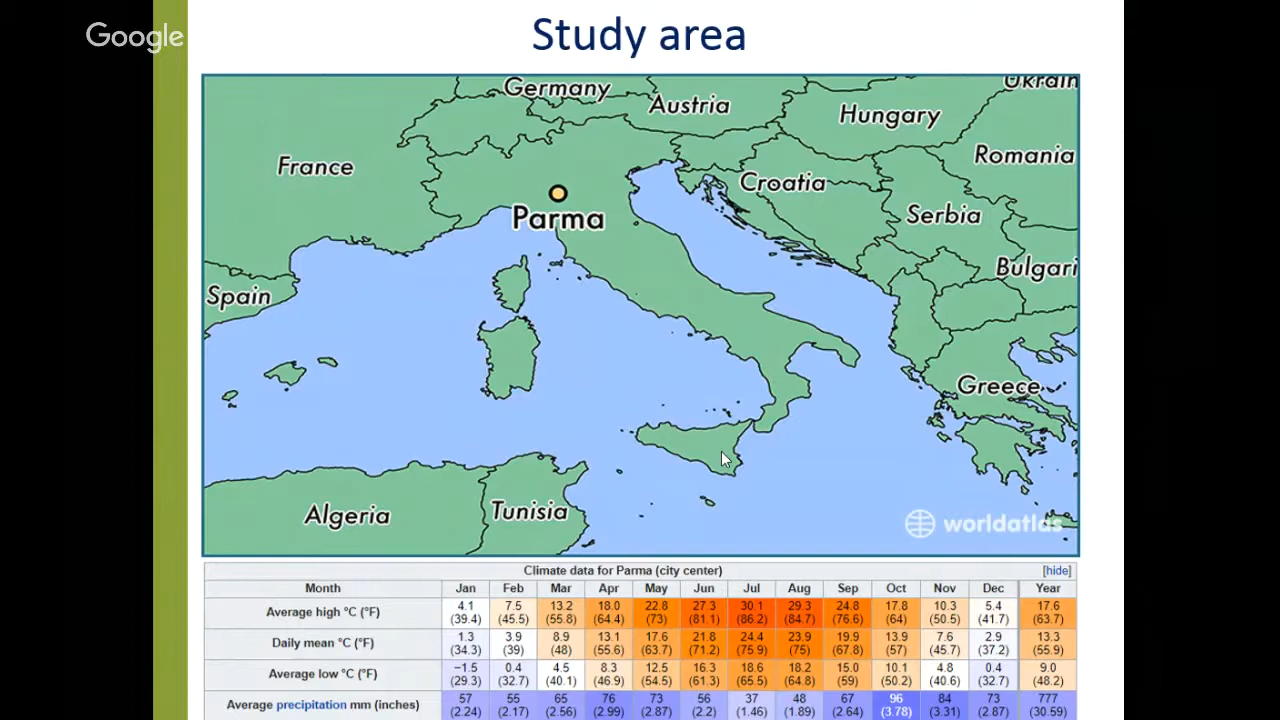 Google
Study area
Germany
Austria
Ukrain
Hungary
France
Romania
Croatia
Parma
Serbia
Spain
Bulgari
Greece
Algeria
Tunisia
worldatlas
Climate data for Parma (city center) [hide]
Month Jan Feb Mar Apr May Jun Jul Aug Sep Oct Nov Dec Year
Average high °C (°F) 4.1 (39.4) 7.5 (45.5) 13.2 (55.8) 18.0 (64.4) 22.8 (73) 27.3 (81.1) 30.1 (86.2) 29.3 (84.7) 24.8 (76.6) 17.8 (64) 10.3 (50.5) 5.4 (41.7) 17.6 (63.7)
Daily mean °C (°F) 1.3 (34.3) 3.9 (39) 8.9 (48) 13.1 (55.6) 17.6 (63.7) 21.8 (71.2) 24.4 (75.9) 23.9 (75) 19.9 (67.8) 13.9 (57) 7.6 (45.7) 2.9 (37.2) 13.3 (55.9)
Average low °C (°F) −1.5 (29.3) 0.4 (32.7) 4.5 (40.1) 8.3 (46.9) 12.5 (54.5) 16.3 (61.3) 18.6 (65.5) 18.2 (64.8) 15.0 (59) 10.1 (50.2) 4.8 (40.6) 0.4 (32.7) 9.0 (48.2)
Average precipitation mm (inches) 57 (2.24) 55 (2.17) 65 (2.56) 76 (2.99) 73 (2.87) 56 (2.2) 37 (1.46) 48 (1.89) 67 (2.64) 96 (3.78) 84 (3.31) 73 (2.87) 777 (30.59)